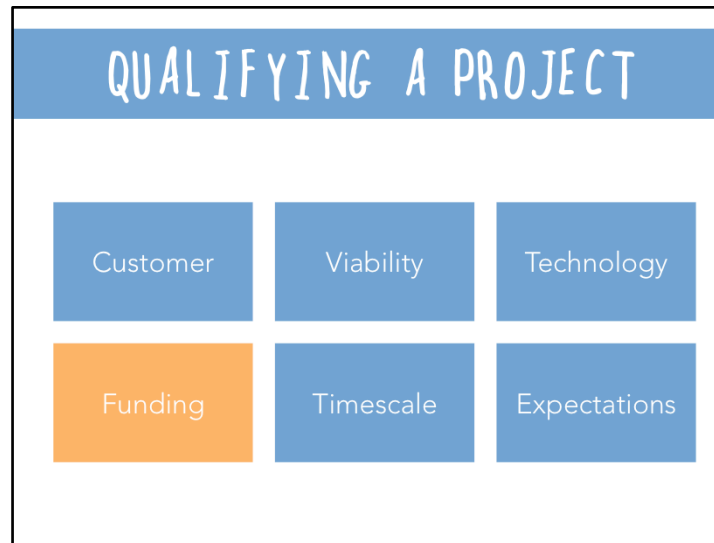 QUALIFYING A PROJECT
Customer
Viability
Technology
Funding
Timescale
Expectations